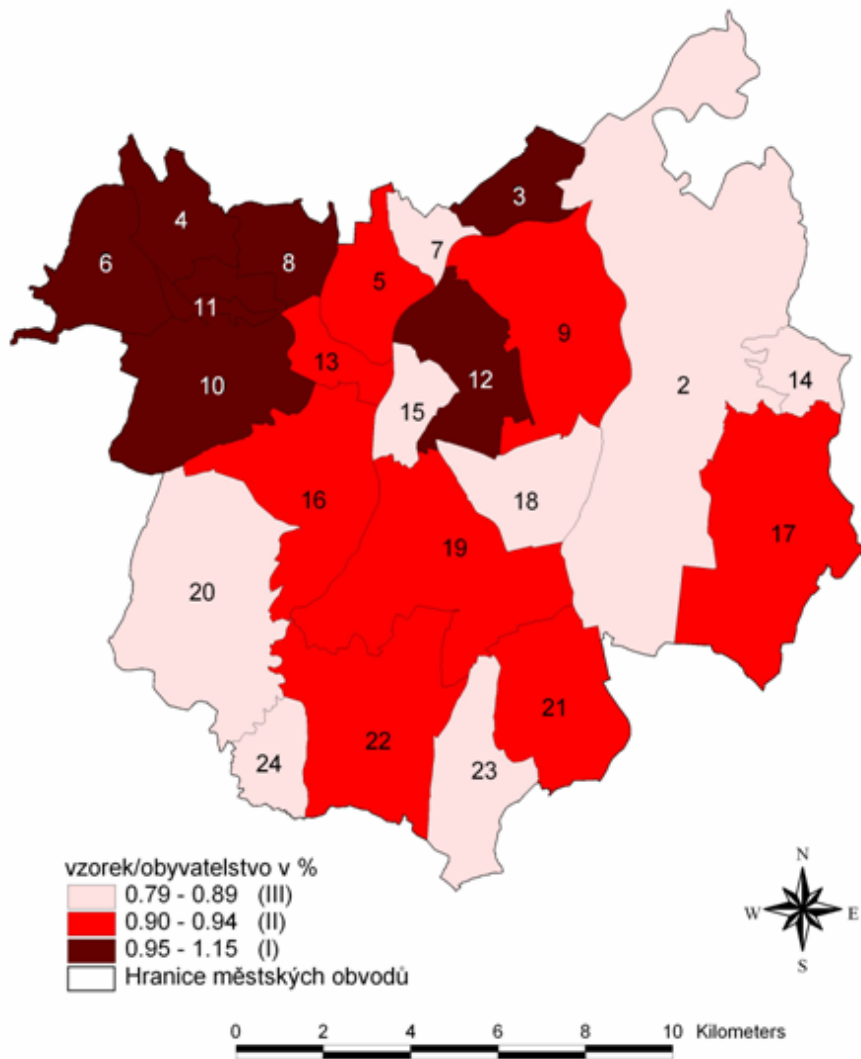 3
4
7
6
8
5
11
9
13
12
10
14
2
15
18
16
17
19
20
21
22
24
23
vzorek/obyvatelstvo v %
0.79 - 0.89 (III)
0.90 - 0.94 (II)
0.95 - 1.15 (I)
Hranice městských obvodů
N
W E
S
0 2 4 6 8 10 Kilometers